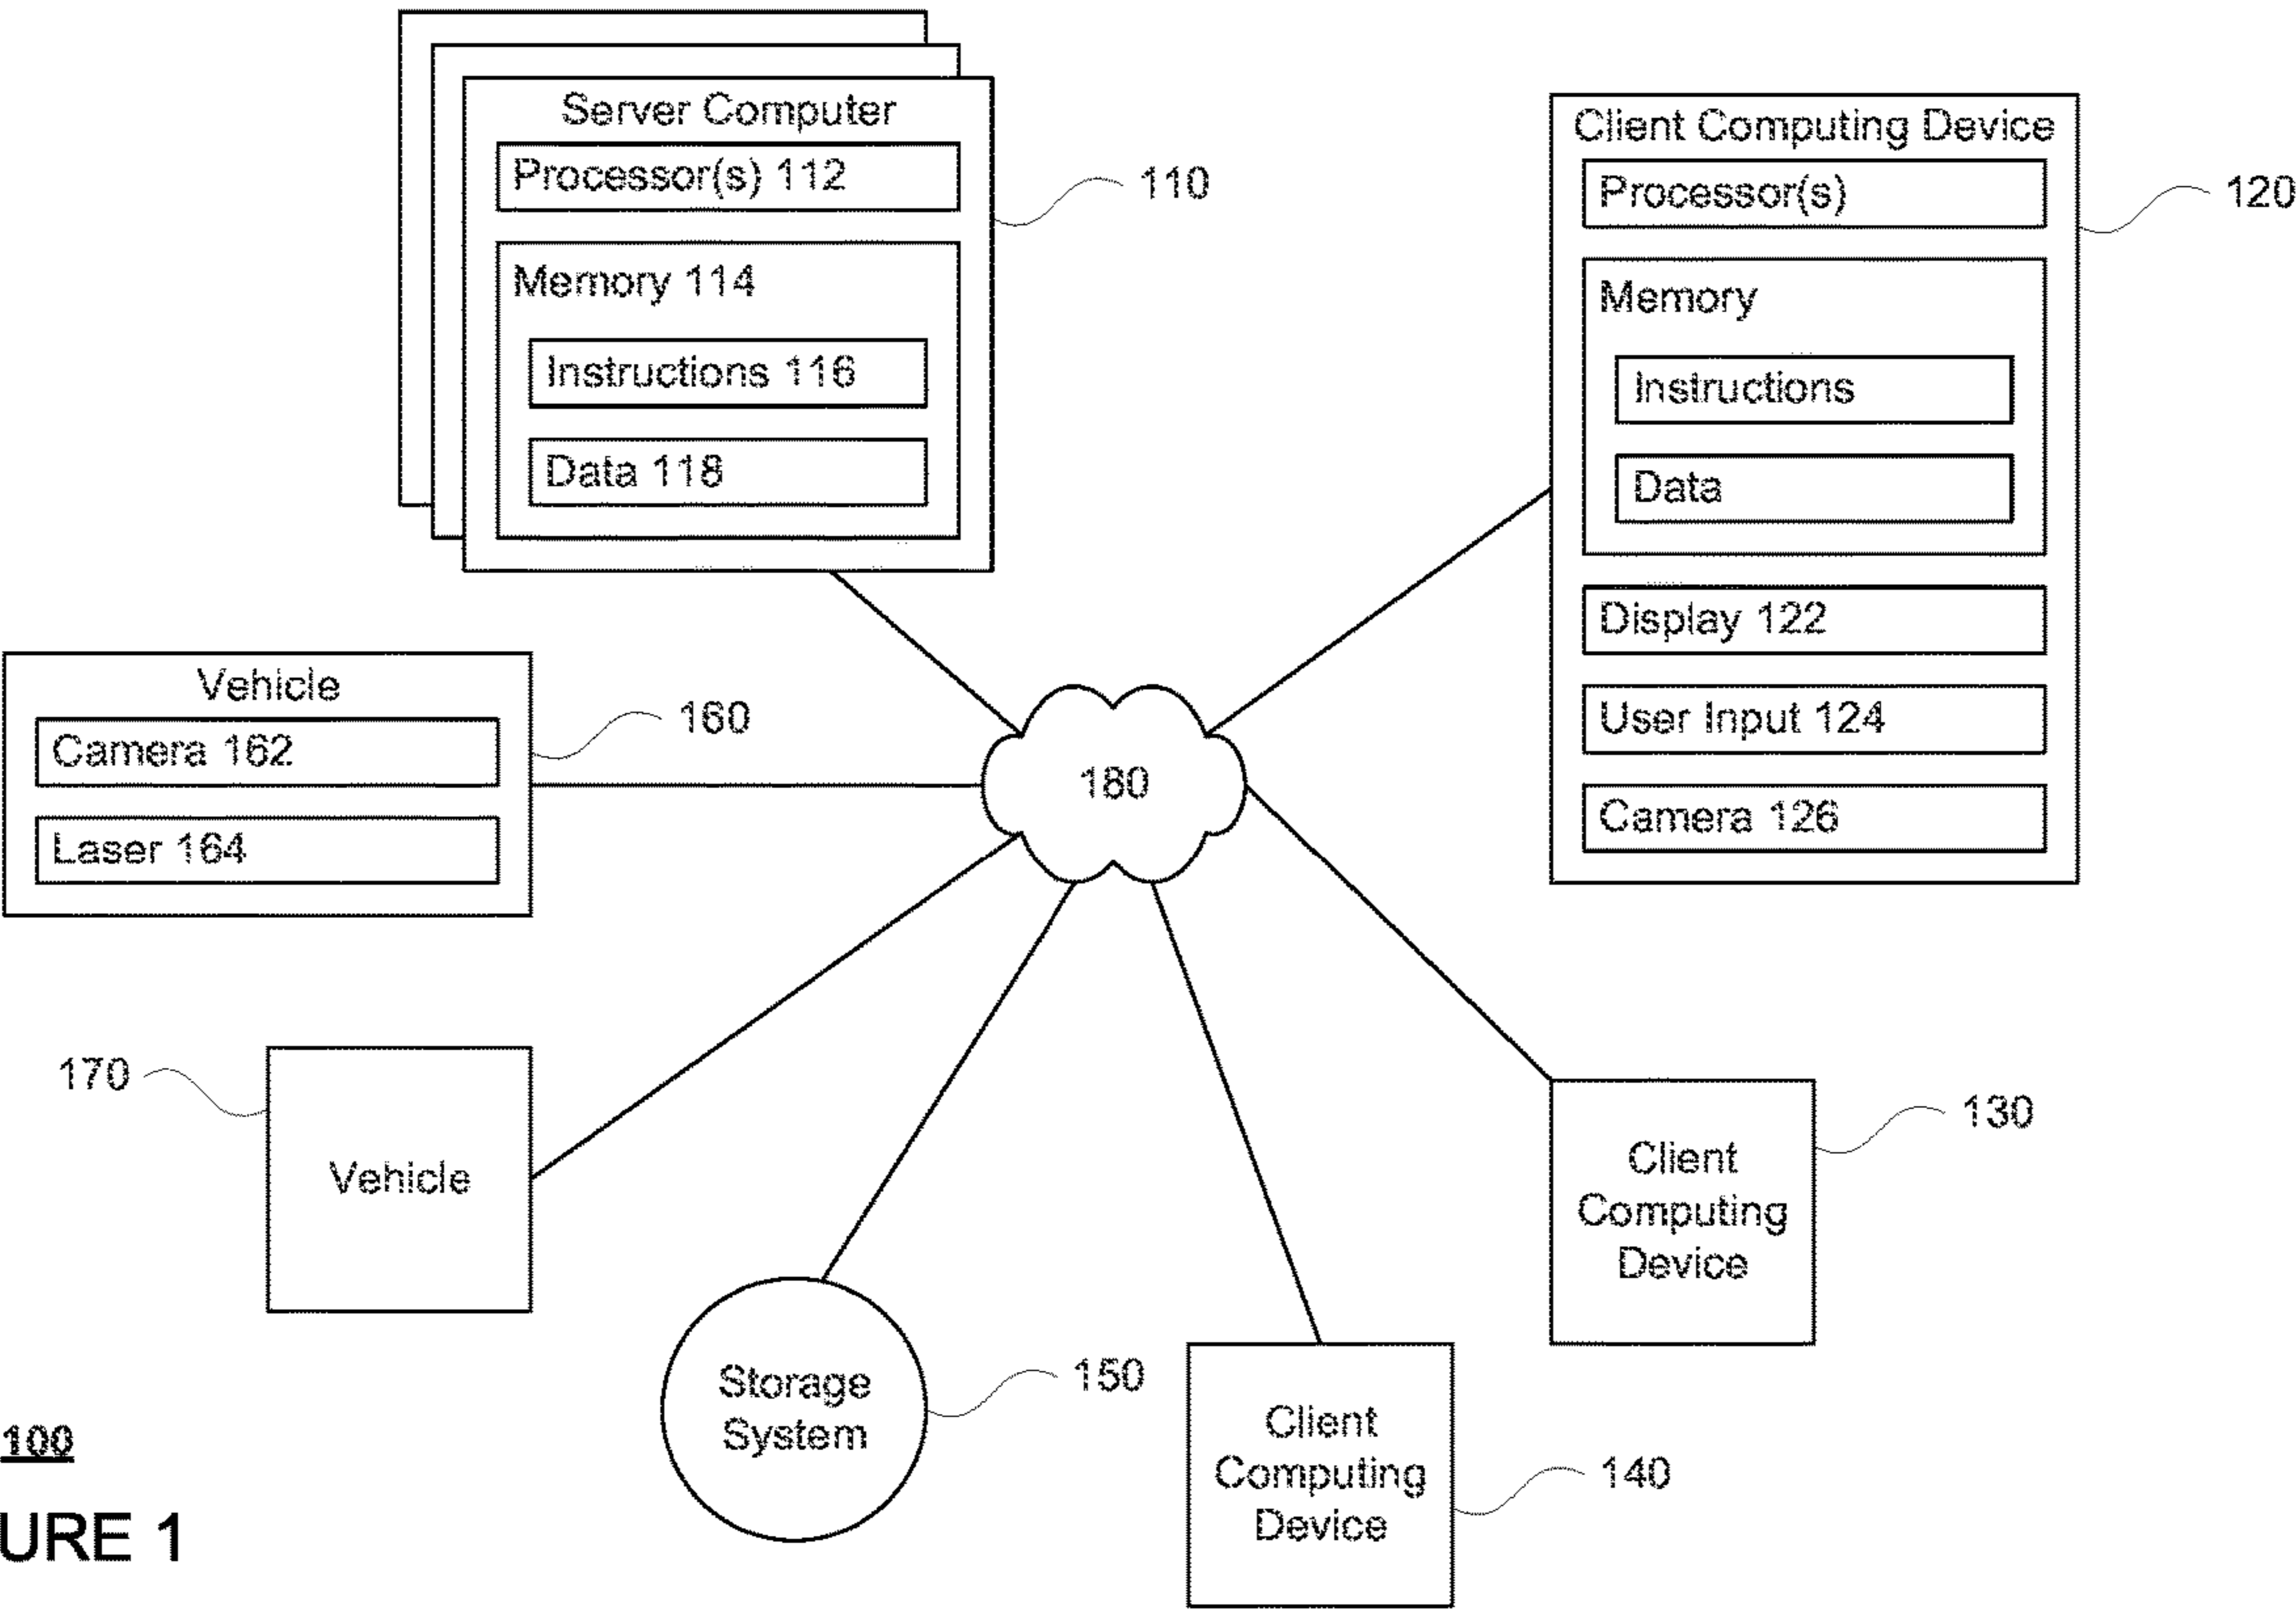 Server Computer
Processor(s) 112
Memory 114
Instructions 116
Data 118
110
Client Computing Device
Processor(s)
Memory
Instructions
Data
Display 122
User Input 124
Camera 126
120
Vehicle
Camera 162
Laser 164
160
180
170
Vehicle
130
Client
Computing
Device
Storage
System
150
Client
Computing
Device
140
100
URE 1